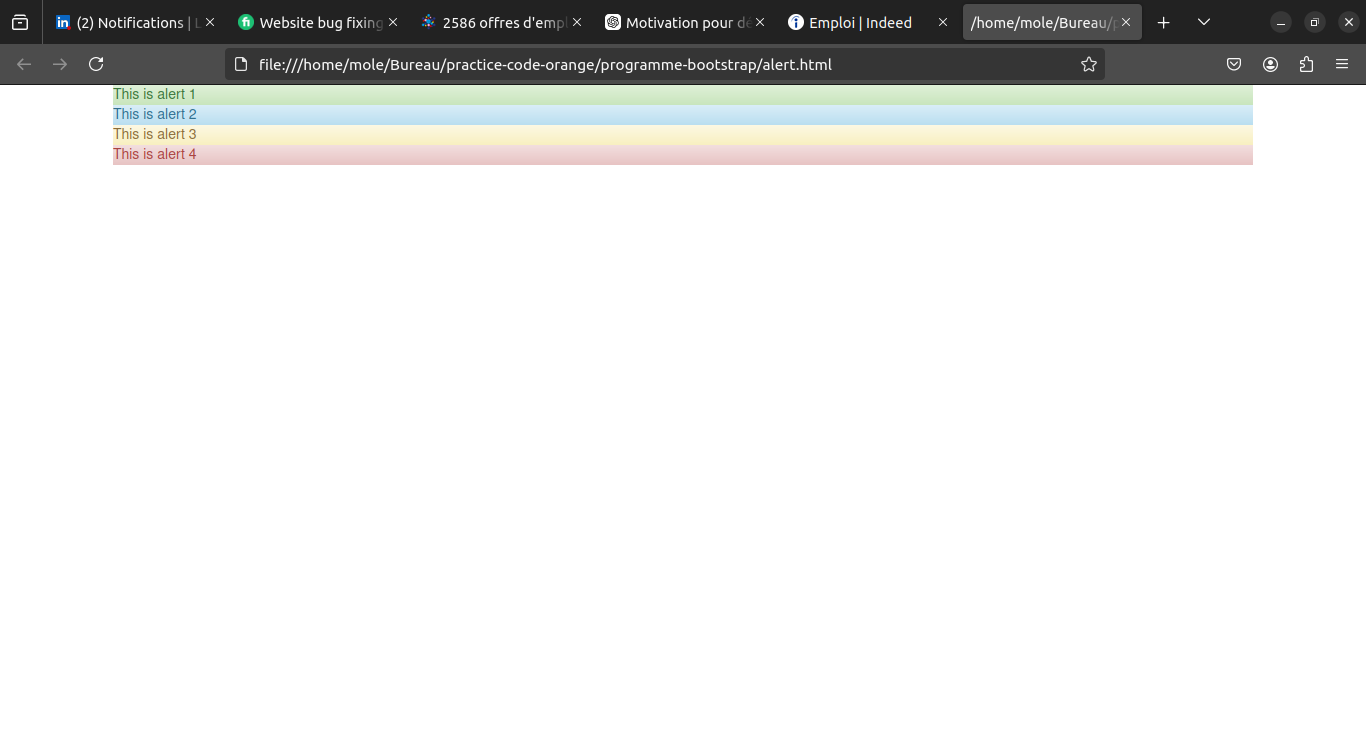 (2) Notifications | L
Website bug fixing
2586 offres d'empl
Motivation pour dé
Emploi | Indeed
/home/mole/Bureau/p
file:///home/mole/Bureau/practice-code-orange/programme-bootstrap/alert.html
This is alert 1
This is alert 2
This is alert 3
This is alert 4